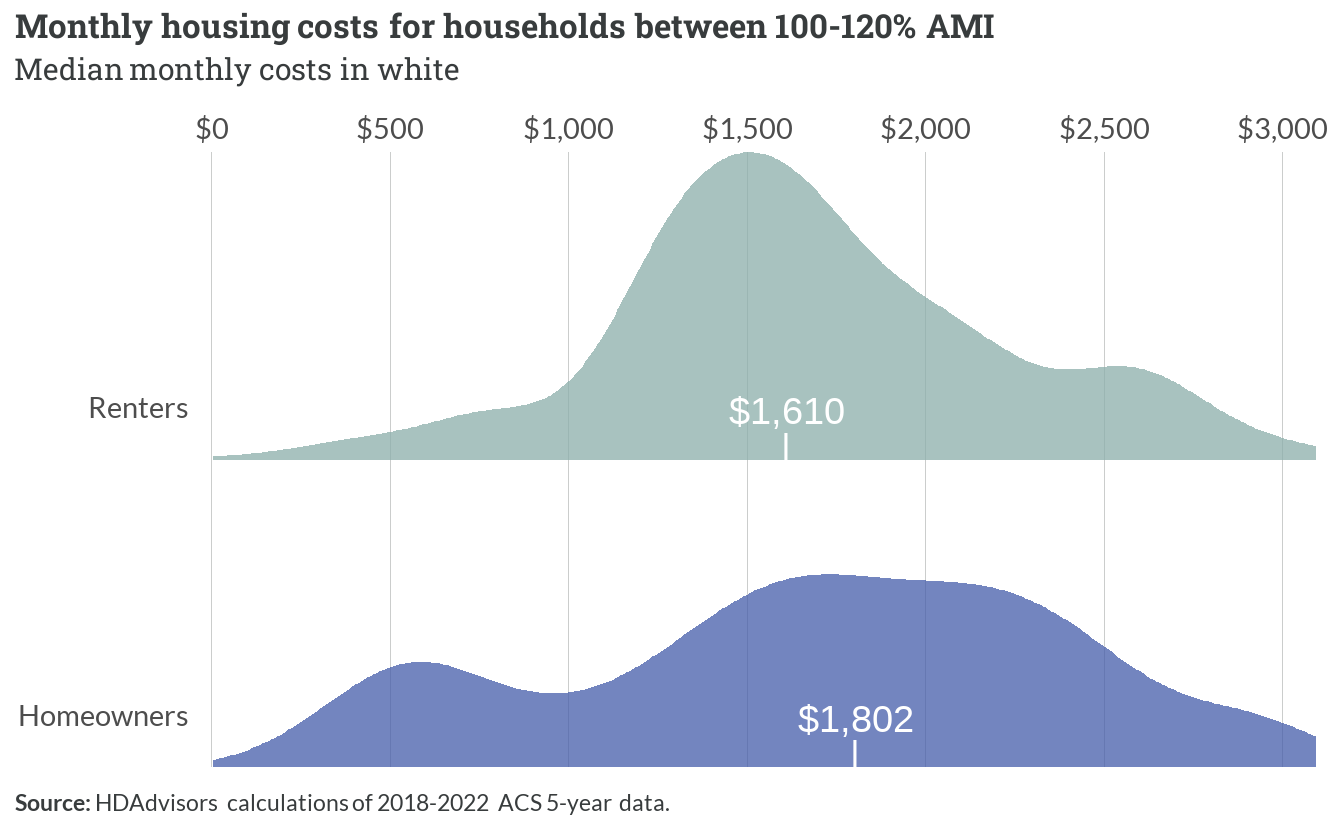 Monthly housing costs for households between 100-120% AMI
Median monthly costs in white
$0 $500 $1,000 $1,500 $2,000 $2,500 $3,000
Renters
$1,610
Homeowners
$1,802
Source: HDAdvisors calculations of 2018-2022 ACS 5-year data.